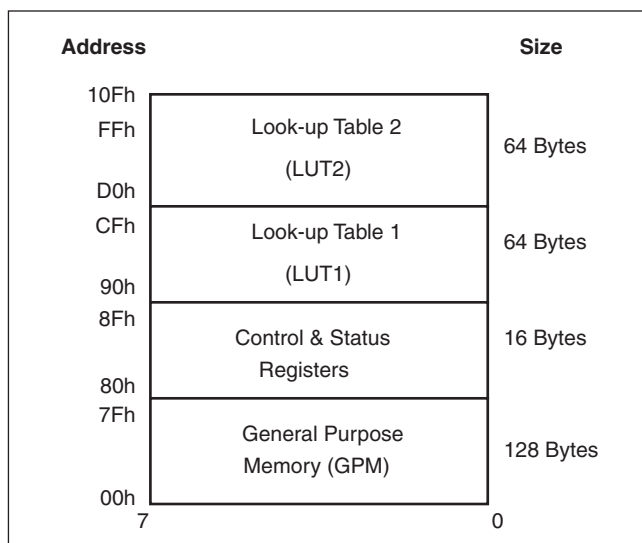 Address Size
10Fh
FFh Look-up Table 2
(LUT2) 64 Bytes
D0h
CFh Look-up Table 1
(LUT1) 64 Bytes
90h
8Fh
Control & Status 16 Bytes
Registers
80h
7Fh
General Purpose
Memory (GPM) 128 Bytes
00h
7 0